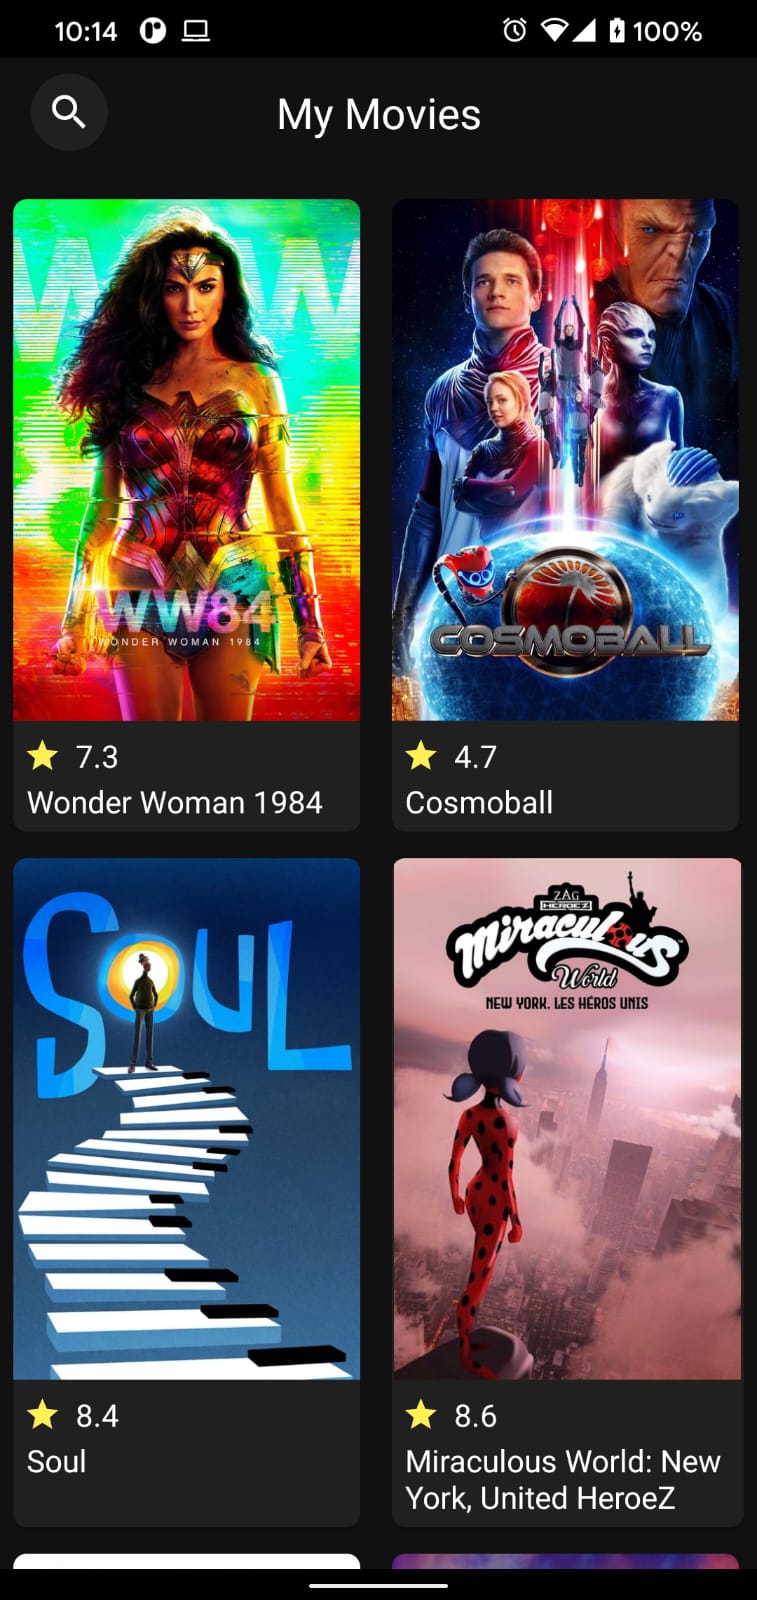 10:14
100%
My Movies
WW84
WONDER WOMAN 1984
COSMOBALL
7.3
4.7
Wonder Woman 1984
Cosmoball
SOUL
ZAG
HEROEZ
Miraculous
World
NEW YORK, LES HÉROS UNIS
8.4
8.6
Soul
Miraculous World: New
York, United HeroeZ